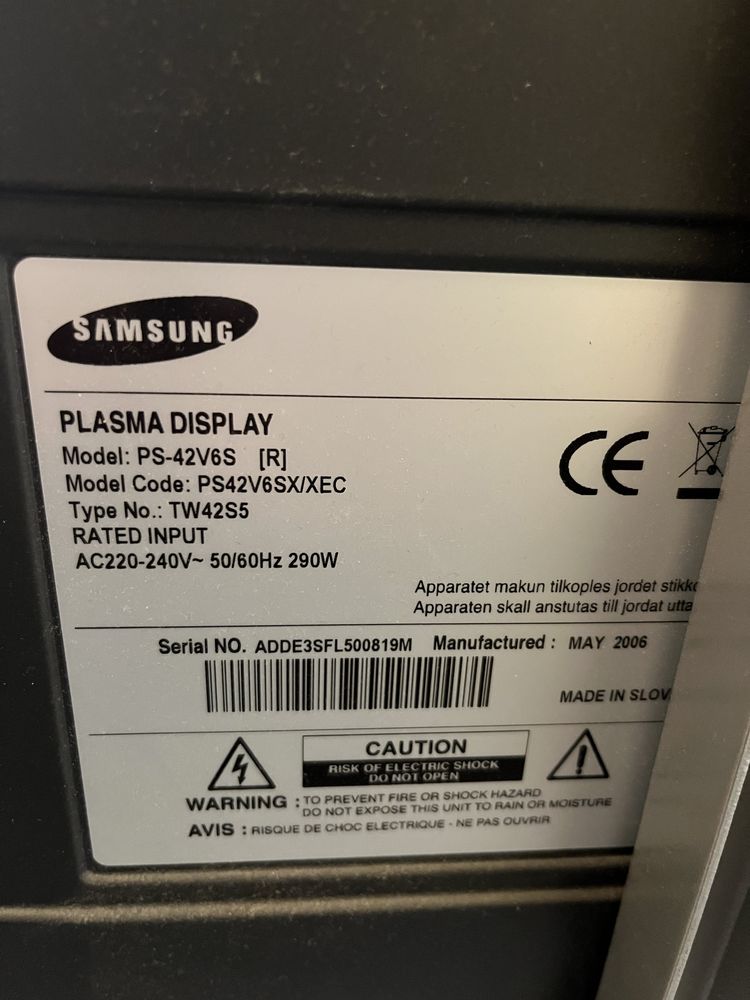 SAMSUNG
PLASMA DISPLAY
Model: PS-42V6S [R]
Model Code: PS42V6SX/XEC
Type No.: TW42S5
RATED INPUT
AC220-240V~ 50/60Hz 290W
CE
Apparatet makun tilkoples jordet
Apparaten skall anstutas till jordat
Serial NO. ADDE3SFL500819M Manufactured : MAY 2006
MADE IN
CAUTION
RISK OF ELECTRIC SHOCK
DO NOT OPEN
WARNING : TO PREVENT FIRE OR SHOCK HAZARD
DO NOT EXPOSE THIS UNIT TO RAIN OR MOISTURE
AVIS : RISQUE DE CHOC ELECTRIQUE - NE PAS OUVRIR